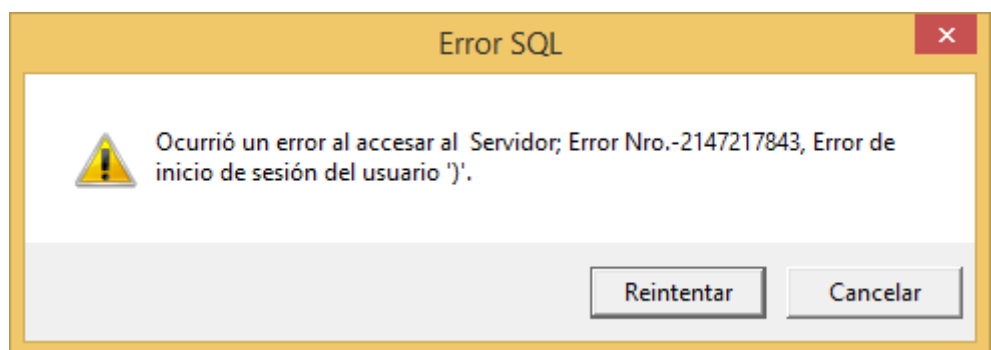 Error SQL
Ocurrió un error al accesar al  Servidor; Error Nro.-2147217843, Error de
inicio de sesión del usuario ')'.
Reintentar
Cancelar